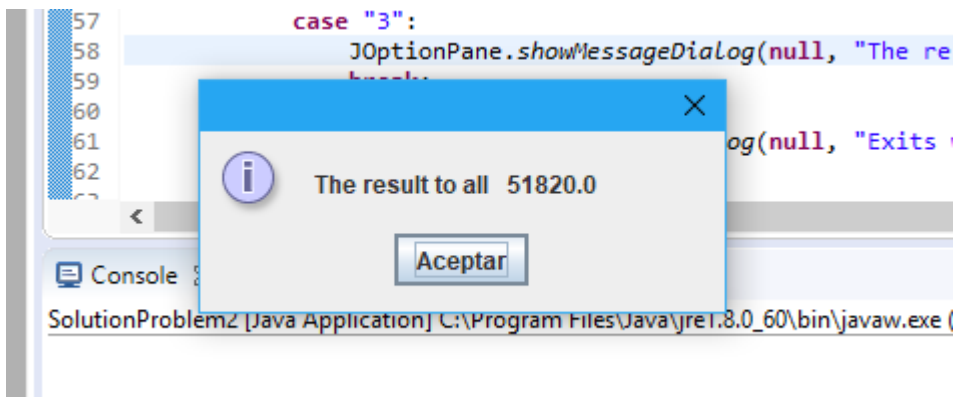 57 case "3":
58 JOptionPane.showMessageDialog(null, "The re
59 break;
60
61 og(null, "Exits
62
The result to all 51820.0
Aceptar
Console
SolutionProblem2 [Java Application] C:\Program Files\Java\jre1.8.0_60\bin\javaw.exe (